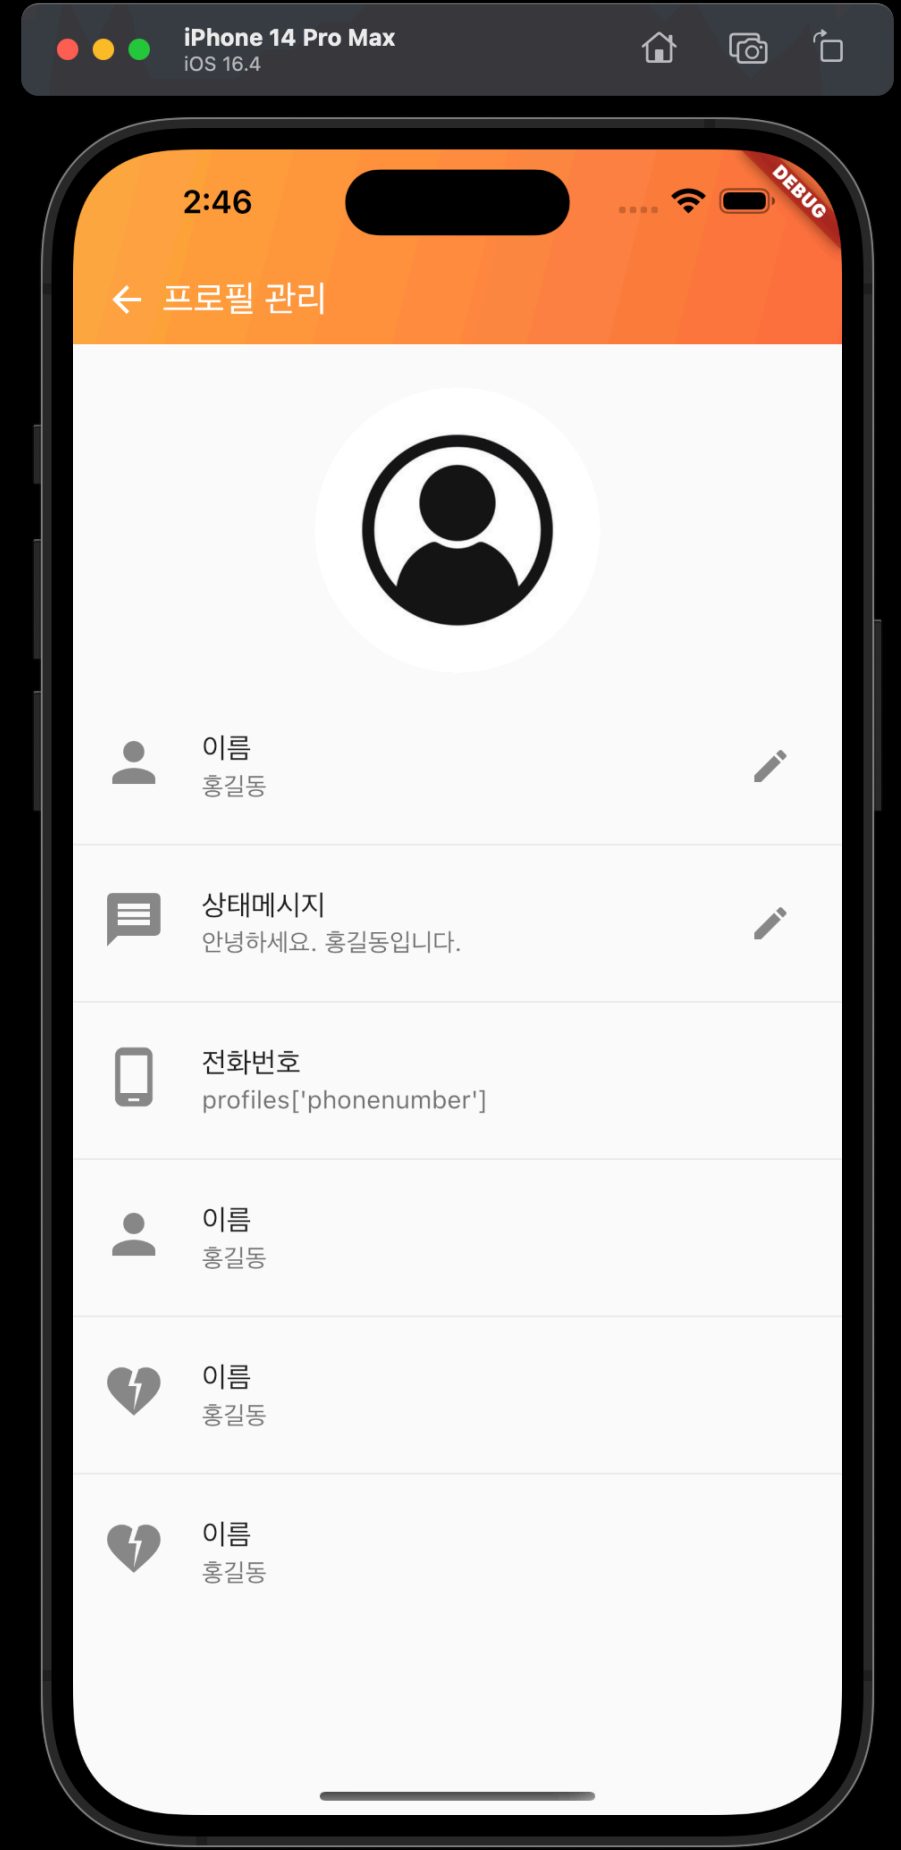 iPhone 14 Pro Max
iOS 16.4
2:46
DEBUG
프로필 관리
이름
홍길동
상태메시지
안녕하세요. 홍길동입니다.
전화번호
profiles['phonenumber']
이름
홍길동
이름
홍길동
이름
홍길동